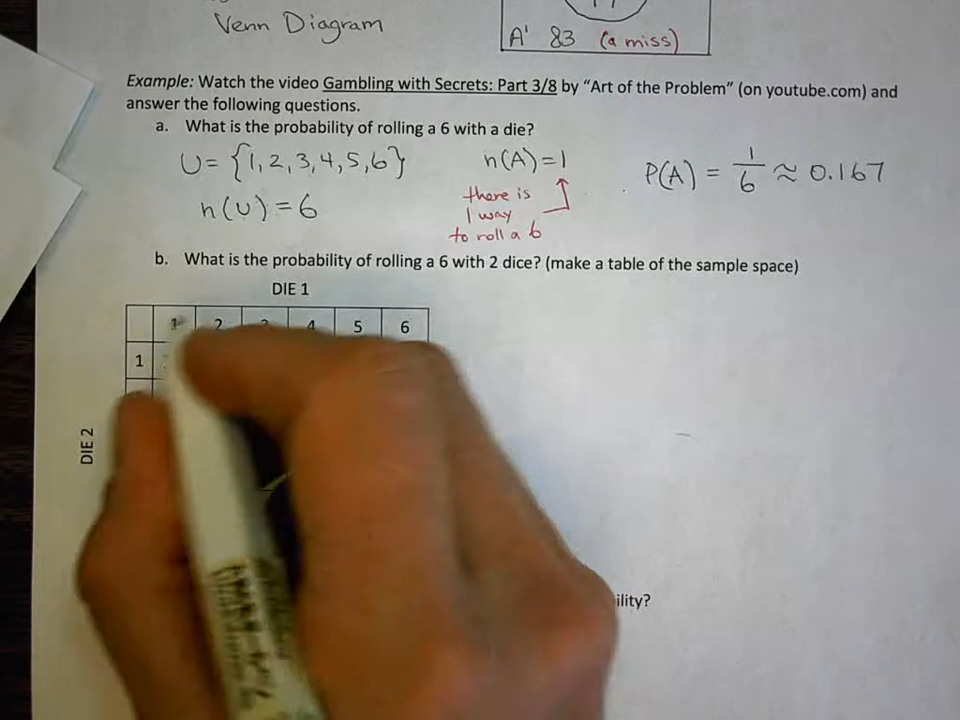 Venn Diagram
A' 83 (a miss)
Example: Watch the video Gambling with Secrets: Part 3/8 by “Art of the Problem” (on youtube.com) and
answer the following questions.
a. What is the probability of rolling a 6 with a die?
U = {1, 2, 3, 4, 5, 6} n(A) = 1 P(A) = 1/6 ≈ 0.167
n(U) = 6
there is
1 way
to roll a 6
b. What is the probability of rolling a 6 with 2 dice? (make a table of the sample space)
DIE 1
1 2 3 4 5 6
1
DIE 2